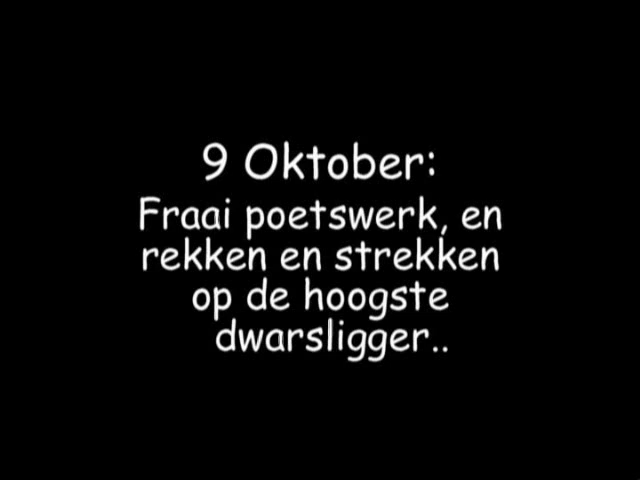 9 Oktober:
Fraai poetswerk, en
rekken en strekken
op de hoogste
dwarsligger..